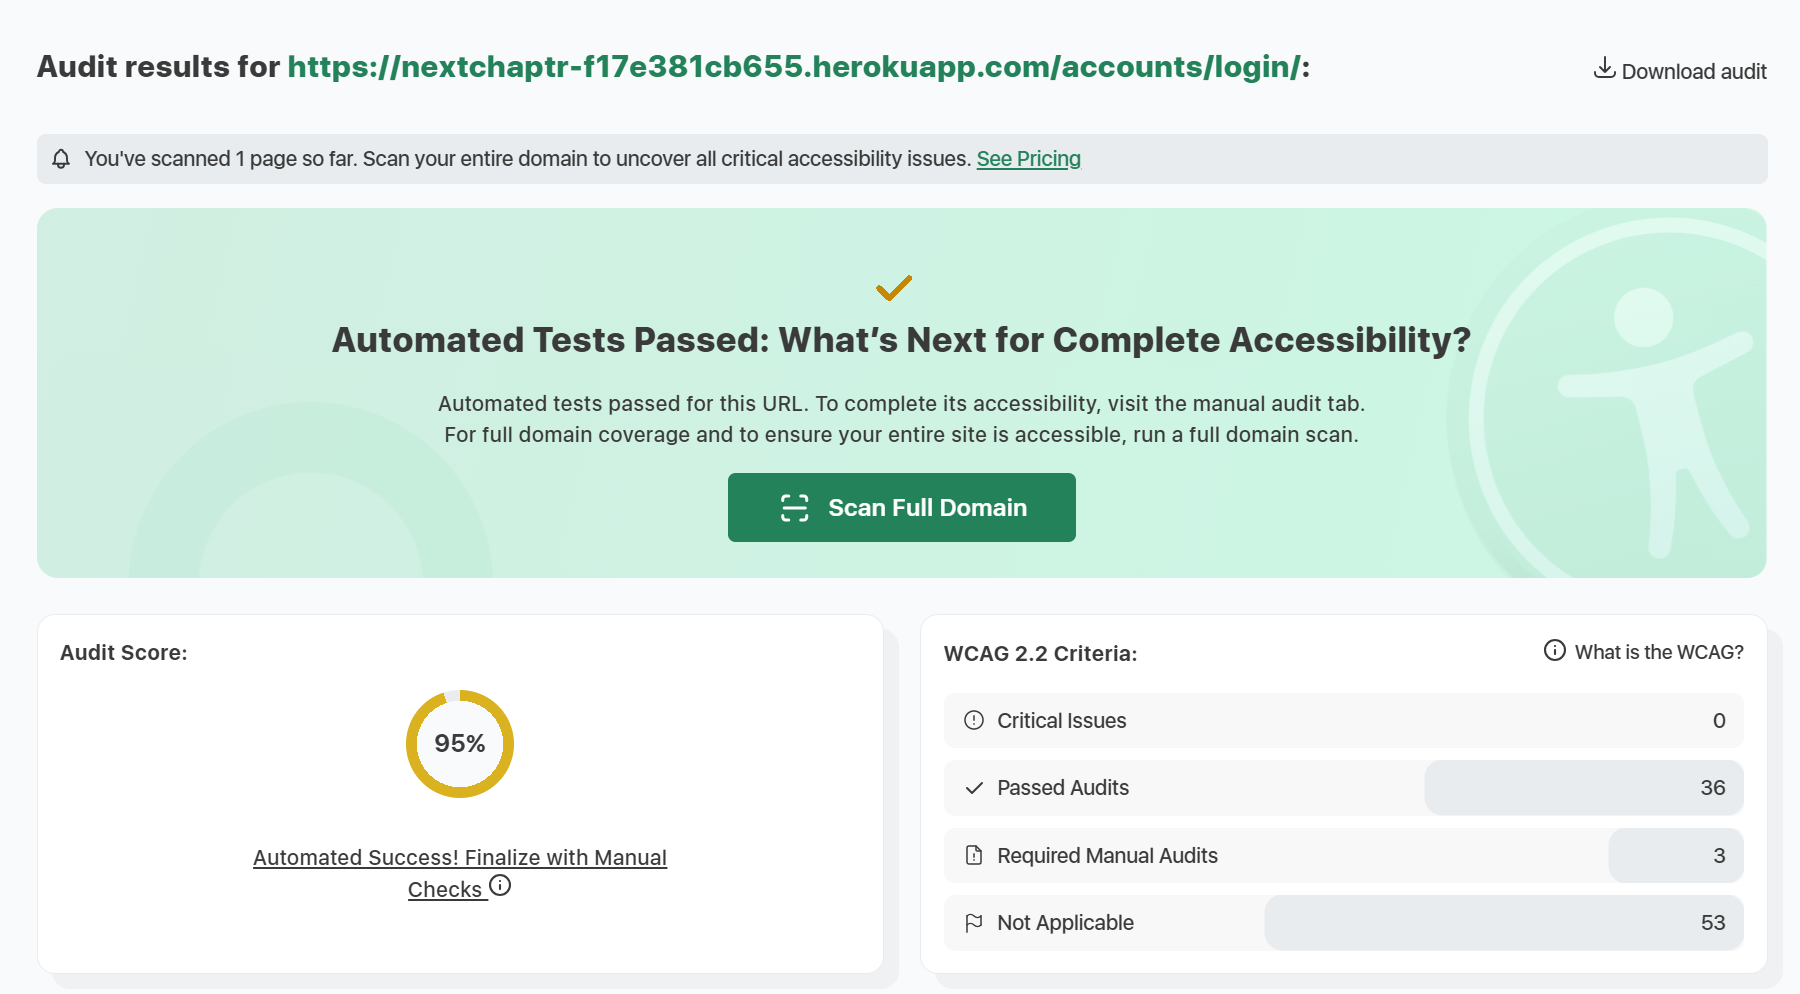 Audit results for https://nextchaptr-f17e381cb655.herokuapp.com/accounts/login/:
Download audit
You've scanned 1 page so far. Scan your entire domain to uncover all critical accessibility issues. See Pricing
Automated Tests Passed: What’s Next for Complete Accessibility?
Automated tests passed for this URL. To complete its accessibility, visit the manual audit tab.
For full domain coverage and to ensure your entire site is accessible, run a full domain scan.
Scan Full Domain
Audit Score:
95%
Automated Success! Finalize with Manual
Checks
WCAG 2.2 Criteria:
What is the WCAG?
Critical Issues 0
Passed Audits 36
Required Manual Audits 3
Not Applicable 53